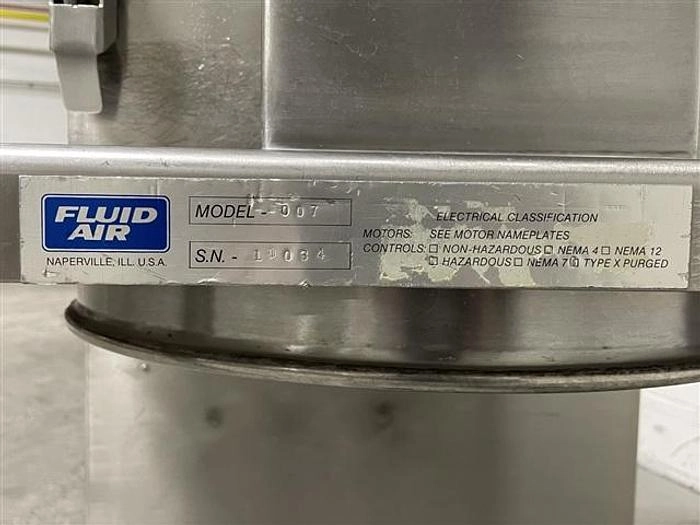 FLUID
AIR
NAPERVILLE, ILL. U.S.A.
MODEL - 007
S.N. - 10034
ELECTRICAL CLASSIFICATION
MOTORS: SEE MOTOR NAMEPLATES
CONTROLS: ☐ NON-HAZARDOUS ☐ NEMA 4 ☐ NEMA 12
☐ HAZARDOUS ☐ NEMA 7 ☐ TYPE X PURGED